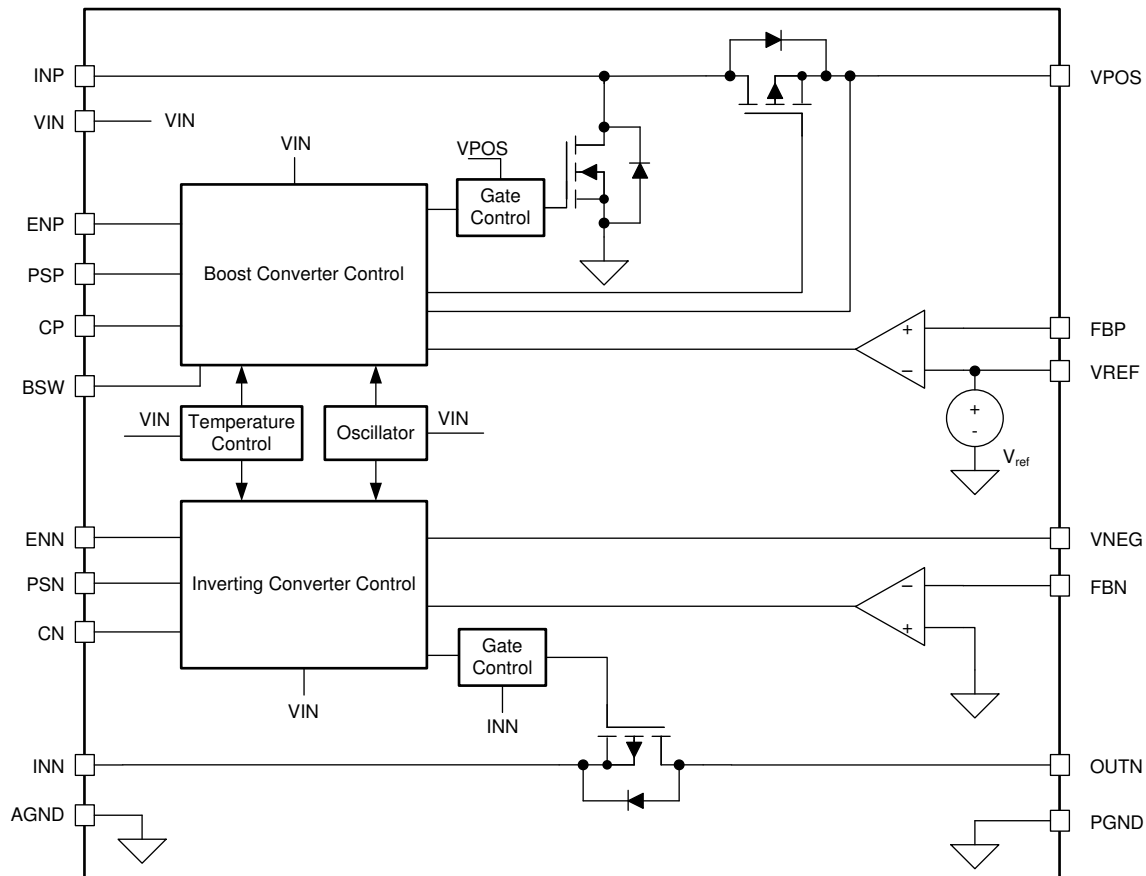 INP
VPOS
VIN
VIN
VIN
VPOS
Gate
Control
ENP
Boost Converter Control
PSP
CP
+
FBP
−
VREF
BSW
VIN
Temperature
Control
Oscillator
VIN
+
-
Vref
ENN
VNEG
PSN
Inverting Converter Control
−
FBN
CN
+
Gate
Control
VIN
INN
INN
OUTN
AGND
PGND